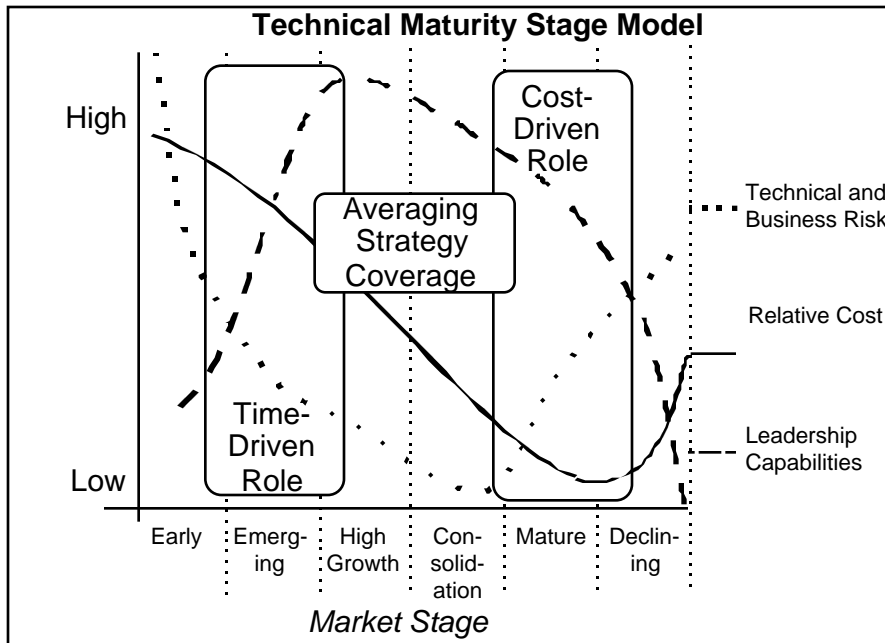 Technical Maturity Stage Model
High
Low
Cost-
Driven
Role
Averaging
Strategy
Coverage
Time-
Driven
Role
Technical and
Business Risk
Relative Cost
Leadership
Capabilities
Early
Emerg-
ing
High
Growth
Con-
solid-
ation
Mature
Declin-
ing
Market Stage